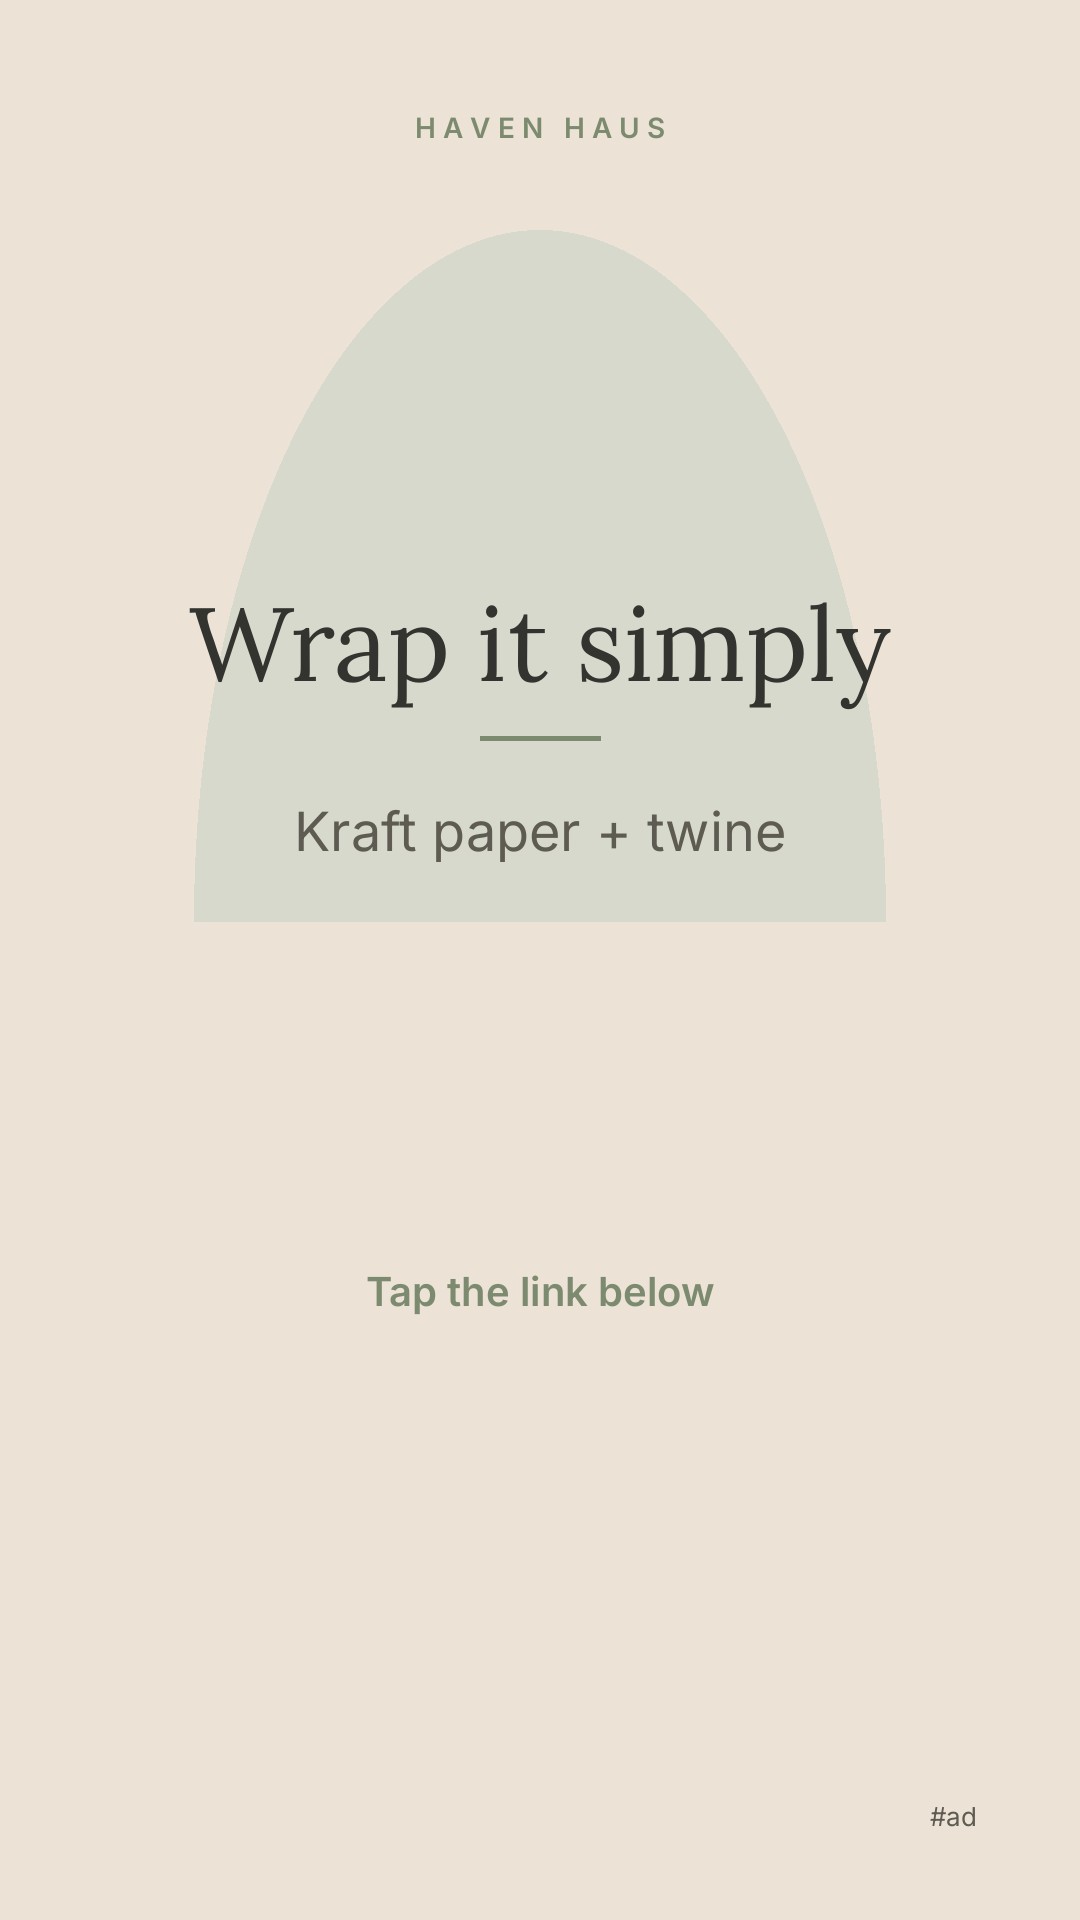 HAVEN HAUS
Wrap it simply
Kraft paper + twine
Tap the link below
#ad